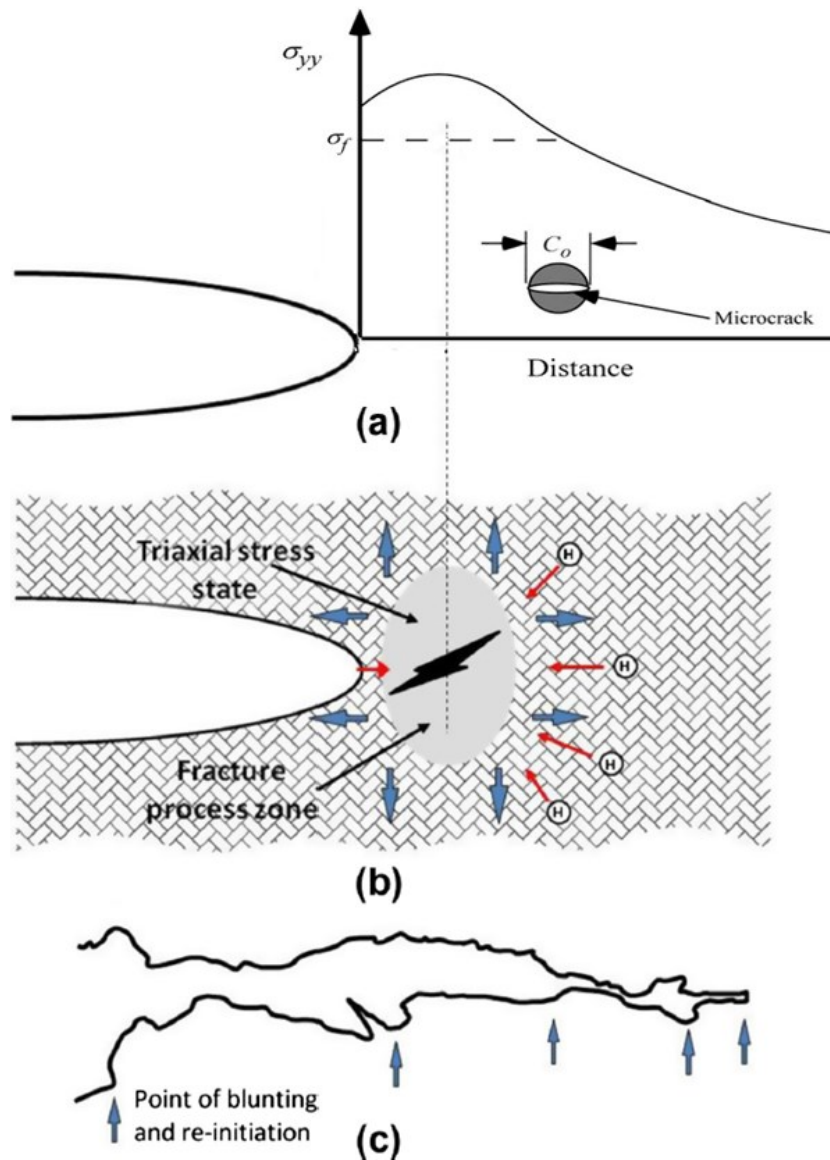 σyy
σf
Co
Microcrack
Distance
(a)
Triaxial stress
state
H
H
H
H
Fracture
process zone
(b)
Point of blunting
and re-initiation
(c)